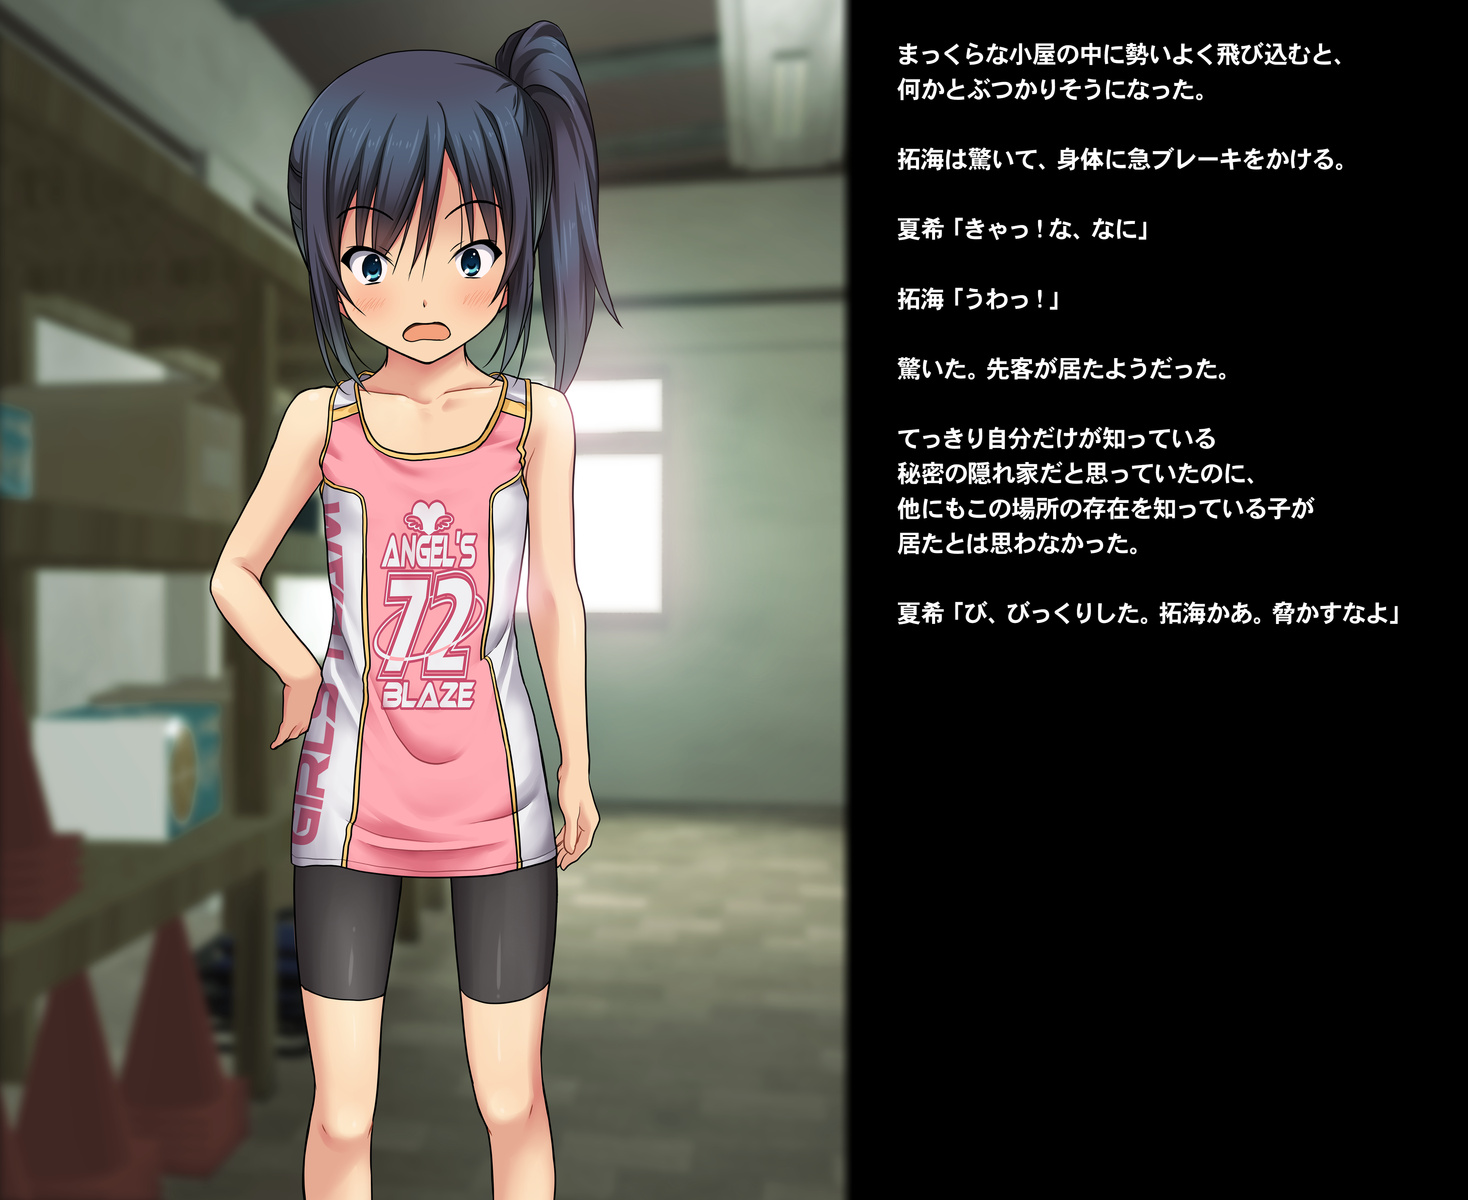 まっくらな小屋の中に勢いよく飛び込むと、
何かとぶつかりそうになった。
拓海は驚いて、身体に急ブレーキをかける。
夏希「きゃっ！な、なに」
拓海「うわっ！」
驚いた。先客が居たようだった。
てっきり自分だけが知っている
秘密の隠れ家だと思っていたのに、
他にもこの場所の存在を知っている子が
居たとは思わなかった。
夏希「び、びっくりした。拓海かあ。脅かすなよ」
ANGEL'S
72
BLAZE
GIRLS TEAM